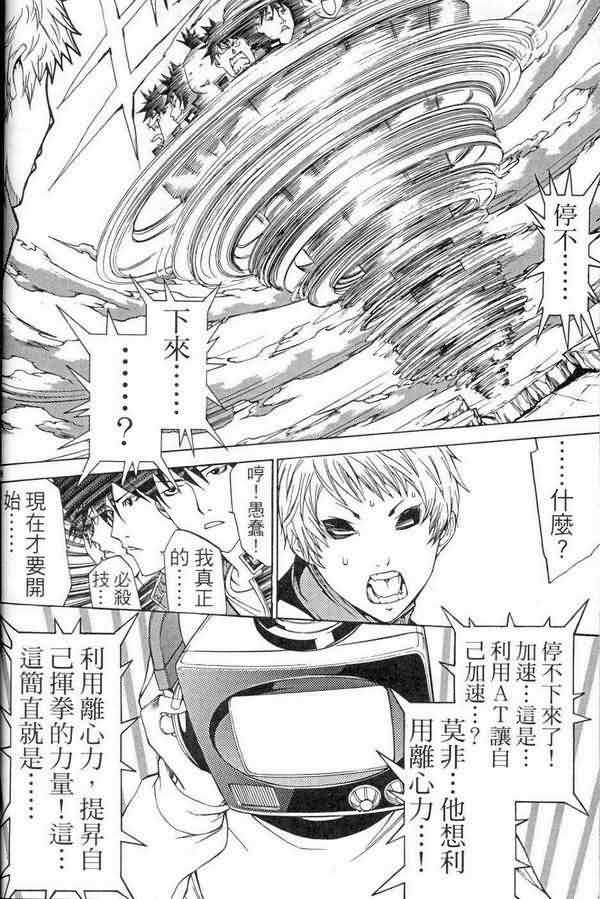 停不……
下來……
……？
……什麼？
哼！愚蠢！
我真正
的……
必殺
技…
現在才要開
始……
停不下來了！
加速…這是…
利用AT讓自
己加速…？
莫非…他想利
用離心力…！
利用離心力，提昇自
己揮拳的力量！這…
這簡直就是……